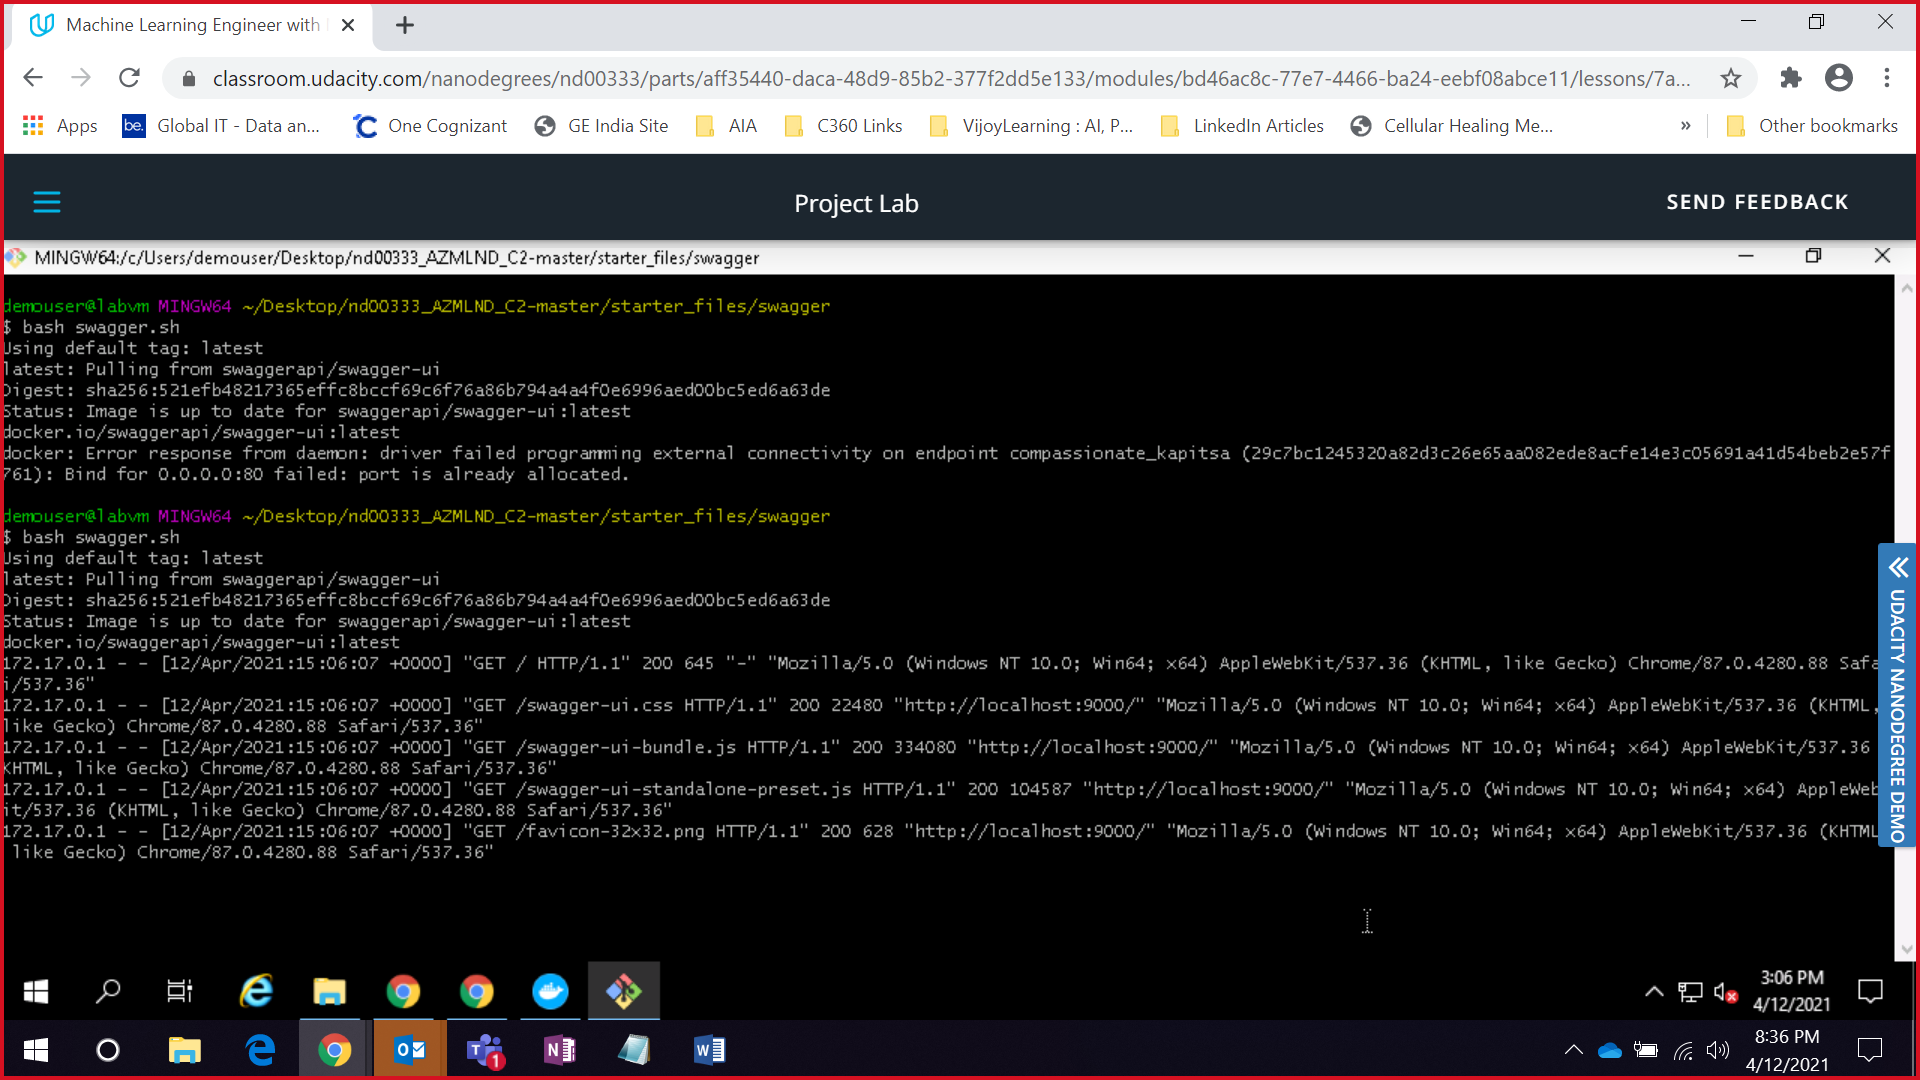 Machine Learning Engineer with
classroom.udacity.com/nanodegrees/nd00333/parts/aff35440-daca-48d9-85b2-377f2dd5e133/modules/bd46ac8c-77e7-4466-ba24-eebf08abce11/lessons/7a...
Apps be. Global IT - Data an... One Cognizant GE India Site AIA C360 Links VijoyLearning : AI, P... LinkedIn Articles Cellular Healing Me... » Other bookmarks
Project Lab SEND FEEDBACK
MINGW64:/c/Users/demouser/Desktop/nd00333_AZMLND_C2-master/starter_files/swagger
demouser@labvm MINGW64 ~/Desktop/nd00333_AZMLND_C2-master/starter_files/swagger
$ bash swagger.sh
Using default tag: latest
latest: Pulling from swaggerapi/swagger-ui
Digest: sha256:521efb48217365effc8bccf69c6f76a86b794a4a4f0e6996aed00bc5ed6a63de
Status: Image is up to date for swaggerapi/swagger-ui:latest
docker.io/swaggerapi/swagger-ui:latest
docker: Error response from daemon: driver failed programming external connectivity on endpoint compassionate_kapitsa (29c7bc1245320a82d3c26e65aa082ede8acfe14e3c05691a41d54beb2e57f
761): Bind for 0.0.0.0:80 failed: port is already allocated.
demouser@labvm MINGW64 ~/Desktop/nd00333_AZMLND_C2-master/starter_files/swagger
$ bash swagger.sh
Using default tag: latest
latest: Pulling from swaggerapi/swagger-ui
Digest: sha256:521efb48217365effc8bccf69c6f76a86b794a4a4f0e6996aed00bc5ed6a63de
Status: Image is up to date for swaggerapi/swagger-ui:latest
docker.io/swaggerapi/swagger-ui:latest
172.17.0.1 - - [12/Apr/2021:15:06:07 +0000] "GET / HTTP/1.1" 200 645 "-" "Mozilla/5.0 (Windows NT 10.0; Win64; x64) AppleWebKit/537.36 (KHTML, like Gecko) Chrome/87.0.4280.88 Safa
i/537.36"
172.17.0.1 - - [12/Apr/2021:15:06:07 +0000] "GET /swagger-ui.css HTTP/1.1" 200 22480 "http://localhost:9000/" "Mozilla/5.0 (Windows NT 10.0; Win64; x64) AppleWebKit/537.36 (KHTML,
like Gecko) Chrome/87.0.4280.88 Safari/537.36"
172.17.0.1 - - [12/Apr/2021:15:06:07 +0000] "GET /swagger-ui-bundle.js HTTP/1.1" 200 334080 "http://localhost:9000/" "Mozilla/5.0 (Windows NT 10.0; Win64; x64) AppleWebKit/537.36
KHTML, like Gecko) Chrome/87.0.4280.88 Safari/537.36"
172.17.0.1 - - [12/Apr/2021:15:06:07 +0000] "GET /swagger-ui-standalone-preset.js HTTP/1.1" 200 104587 "http://localhost:9000/" "Mozilla/5.0 (Windows NT 10.0; Win64; x64) AppleWeb
it/537.36 (KHTML, like Gecko) Chrome/87.0.4280.88 Safari/537.36"
172.17.0.1 - - [12/Apr/2021:15:06:07 +0000] "GET /favicon-32x32.png HTTP/1.1" 200 628 "http://localhost:9000/" "Mozilla/5.0 (Windows NT 10.0; Win64; x64) AppleWebKit/537.36 (KHTML
like Gecko) Chrome/87.0.4280.88 Safari/537.36"
UDACITY NANODEGREE DEMO
3:06 PM
4/12/2021
8:36 PM
4/12/2021